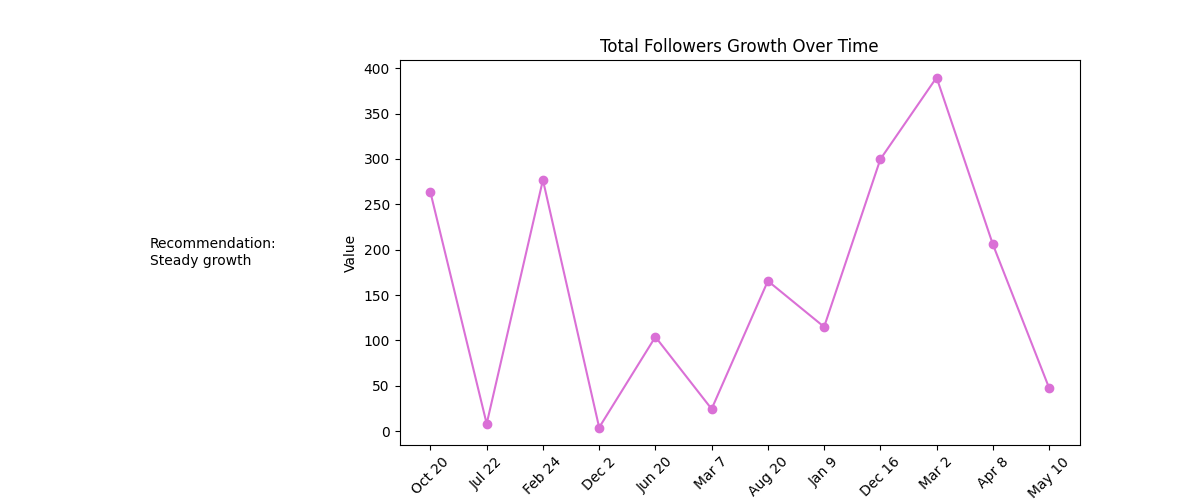 Total Followers Growth Over Time
400
350
300
250
200
150
100
50
0
Value
Recommendation:
Steady growth
Oct 20
Jul 22
Feb 24
Dec 2
Jun 20
Mar 7
Aug 20
Jan 9
Dec 16
Mar 2
Apr 8
May 10